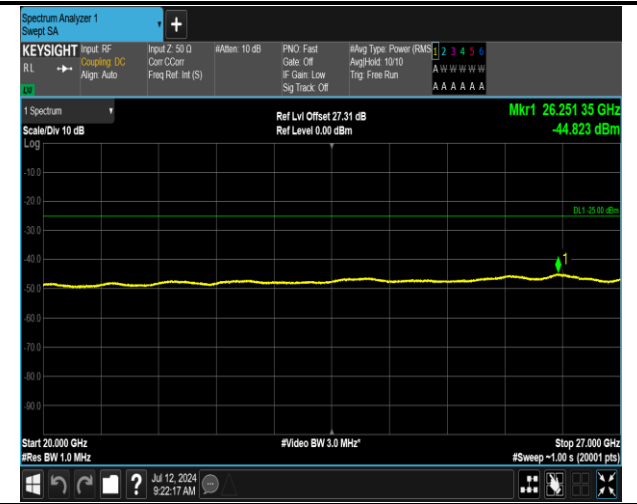 Spectrum Analyzer 1
Swept SA
+
KEYSIGHT
RL
Input: RF
Coupling: DC
Align: Auto
Input Z: 50 Ω
Corr CCorr
Freq Ref: Int (S)
#Atten: 10 dB
PNO: Fast
Gate: Off
IF Gain: Low
Sig Track: Off
#Avg Type: Power (RMS
Avg|Hold: 10/10
Trig: Free Run
1 2 3 4 5 6
A W W W W W
A A A A A A
1 Spectrum
Scale/Div 10 dB
Log
Ref Lvl Offset 27.31 dB
Ref Level 0.00 dBm
Mkr1 26.251 35 GHz
-44.823 dBm
-10.0
-20.0
DL1 -25.00 dBm
-30.0
-40.0
1
-50.0
-60.0
-70.0
-80.0
-90.0
Start 20.000 GHz
#Res BW 1.0 MHz
#Video BW 3.0 MHz*
Stop 27.000 GHz
#Sweep ~1.00 s (20001 pts)
?
Jul 12, 2024
9:22:17 AM